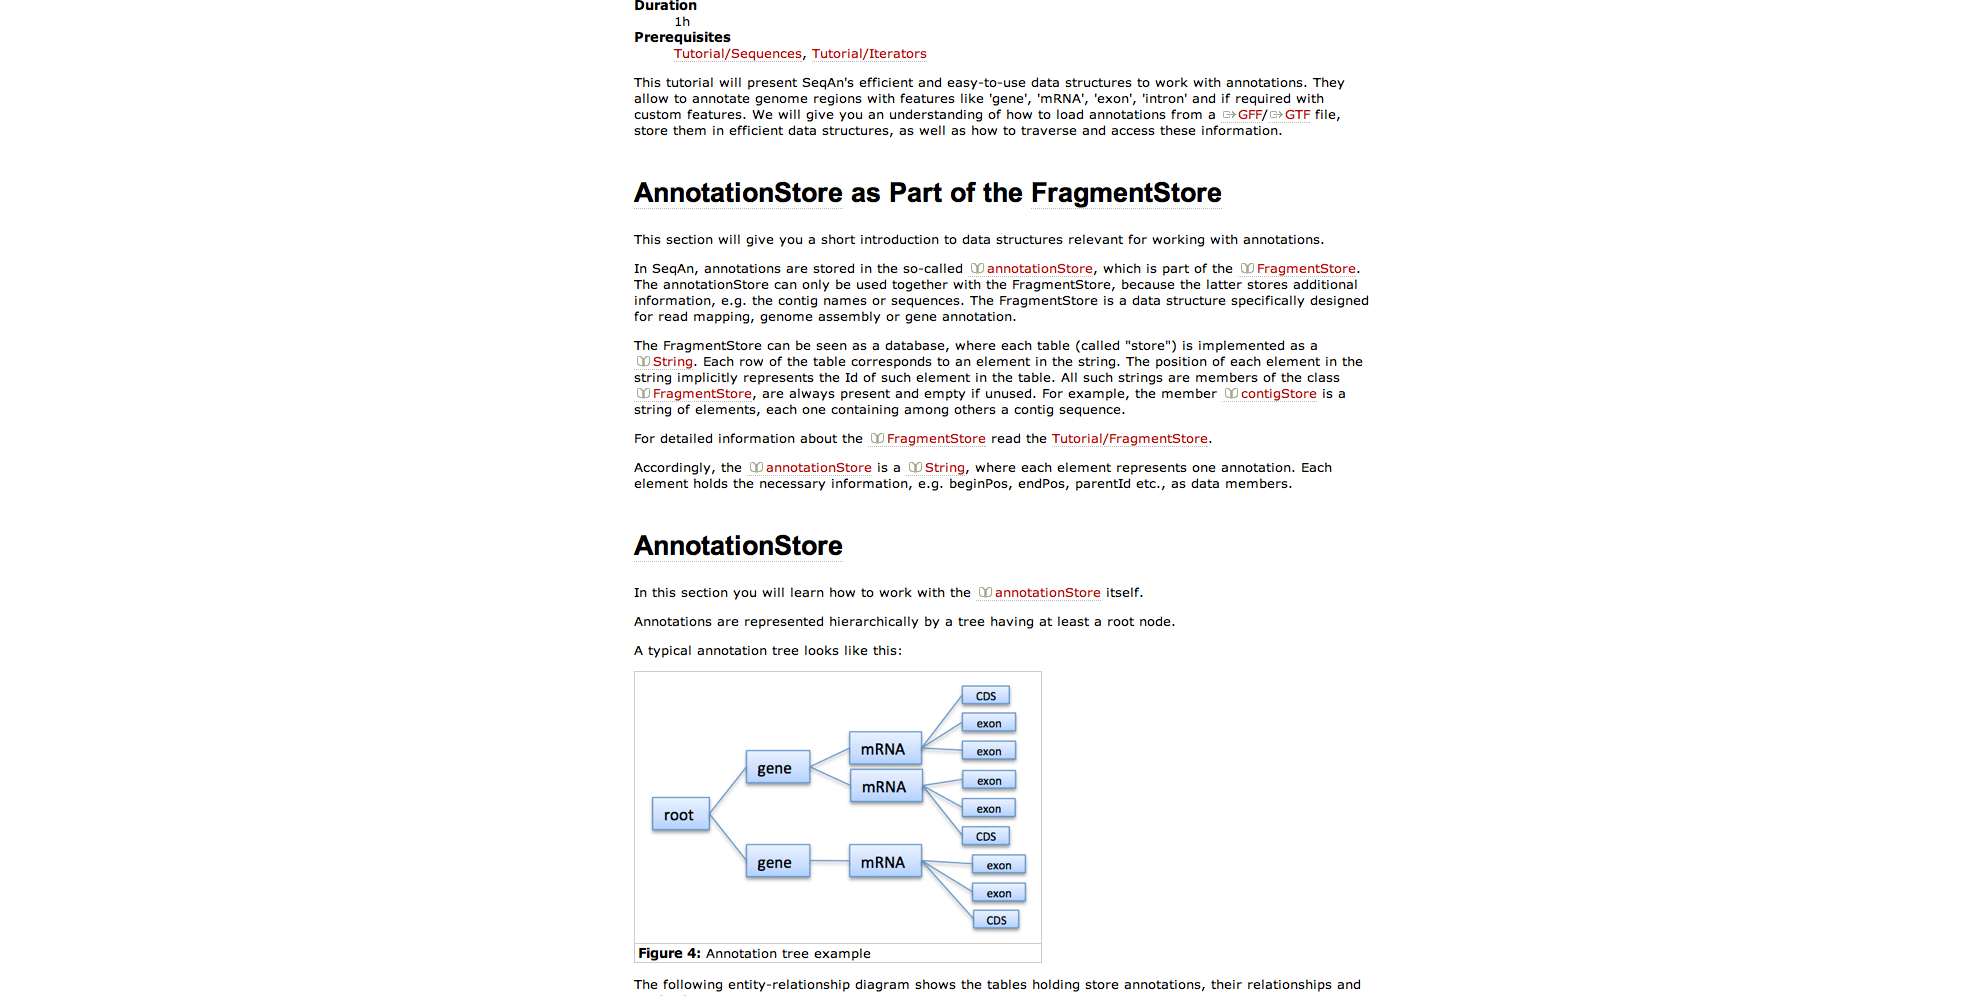 Duration
1h
Prerequisites
Tutorial/Sequences, Tutorial/Iterators
This tutorial will present SeqAn's efficient and easy-to-use data structures to work with annotations. They
allow to annotate genome regions with features like 'gene', 'mRNA', 'exon', 'intron' and if required with
custom features. We will give you an understanding of how to load annotations from a GFF/ GTF file,
store them in efficient data structures, as well as how to traverse and access these information.
AnnotationStore as Part of the FragmentStore
This section will give you a short introduction to data structures relevant for working with annotations.
In SeqAn, annotations are stored in the so-called annotationStore, which is part of the FragmentStore.
The annotationStore can only be used together with the FragmentStore, because the latter stores additional
information, e.g. the contig names or sequences. The FragmentStore is a data structure specifically designed
for read mapping, genome assembly or gene annotation.
The FragmentStore can be seen as a database, where each table (called "store") is implemented as a
String. Each row of the table corresponds to an element in the string. The position of each element in the
string implicitly represents the Id of such element in the table. All such strings are members of the class
FragmentStore, are always present and empty if unused. For example, the member contigStore is a
string of elements, each one containing among others a contig sequence.
For detailed information about the FragmentStore read the Tutorial/FragmentStore.
Accordingly, the annotationStore is a String, where each element represents one annotation. Each
element holds the necessary information, e.g. beginPos, endPos, parentId etc., as data members.
AnnotationStore
In this section you will learn how to work with the annotationStore itself.
Annotations are represented hierarchically by a tree having at least a root node.
A typical annotation tree looks like this:
root
gene
gene
mRNA
mRNA
mRNA
CDS
exon
exon
exon
exon
CDS
exon
exon
CDS
Figure 4: Annotation tree example
The following entity-relationship diagram shows the tables holding store annotations, their relationships and